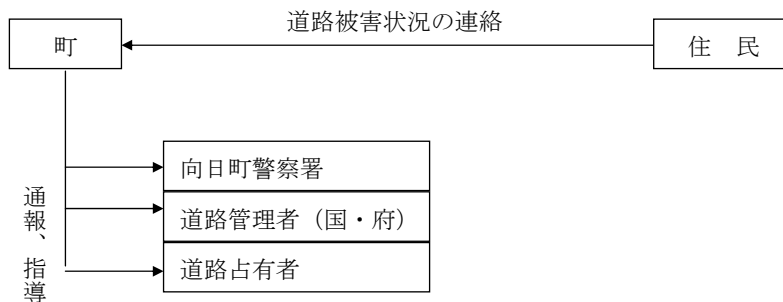 道路被害状況の連絡
町
住　民
向日町警察署
道路管理者（国・府）
道路占有者
通報、指導